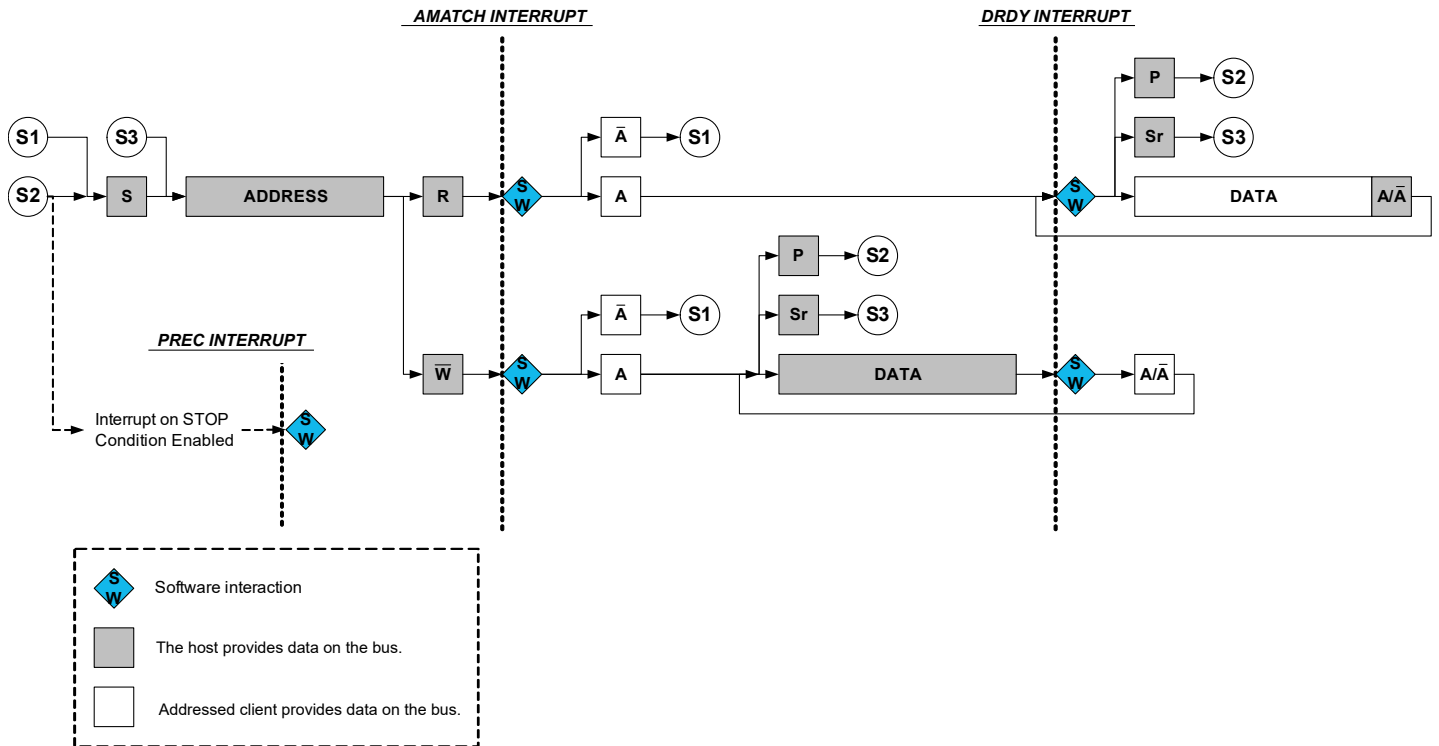 AMATCH INTERRUPT
DRDY INTERRUPT
P
S2
S1
S3
A̅
S1
Sr
S3
S2
S
ADDRESS
R
S
W
A
S
W
DATA
A/A̅
P
S2
A̅
S1
Sr
S3
PREC INTERRUPT
W̅
S
W
A
DATA
S
W
A/A̅
Interrupt on STOP
Condition Enabled
S
W
S
W
Software interaction
The host provides data on the bus.
Addressed client provides data on the bus.